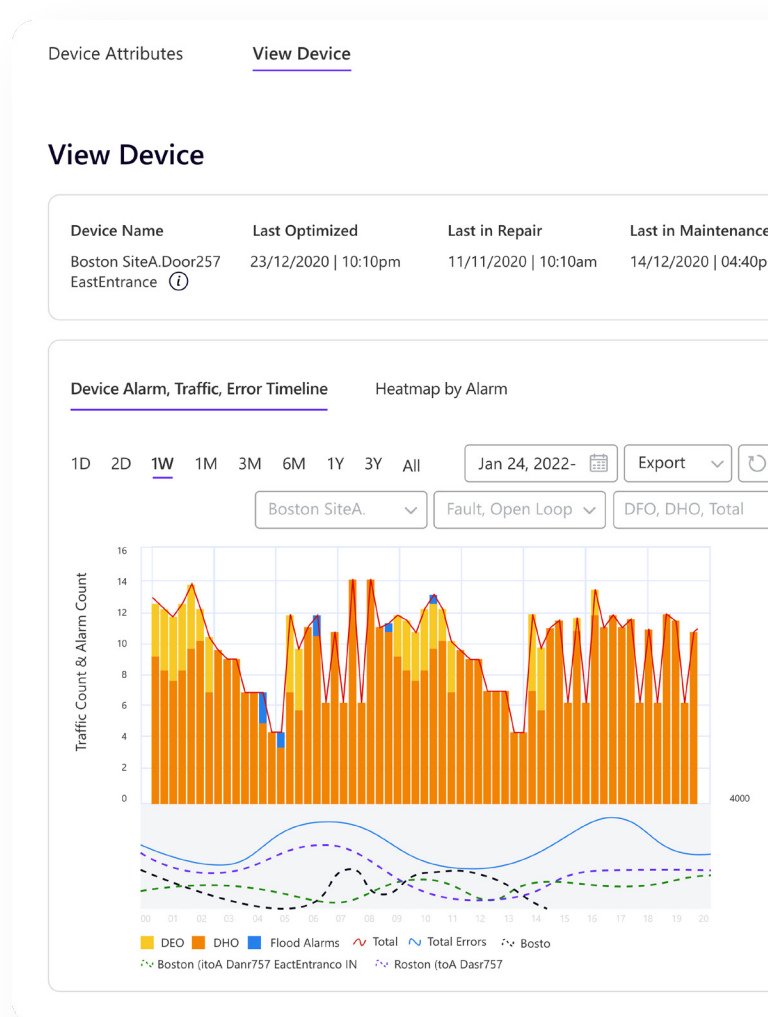 Device Attributes View Device
View Device
Device Name Last Optimized Last in Repair Last in Maintenance
Boston SiteA.Door257 23/12/2020 | 10:10pm 11/11/2020 | 10:10am 14/12/2020 | 04:40p
EastEntrance i
Device Alarm, Traffic, Error Timeline Heatmap by Alarm
1D 2D 1W 1M 3M 6M 1Y 3Y All Jan 24, 2022- Export
Boston SiteA. Fault, Open Loop DFO, DHO, Total
Traffic Count & Alarm Count
16
14
12
10
8
6
4
2
0
4000
00 01 02 03 04 05 06 07 08 09 10 11 12 13 14 15 16 17 18 19 20
DEO DHO Flood Alarms Total Total Errors Bosto
Boston (itoA Danr757 EactEntranco IN Roston (toA Dasr757